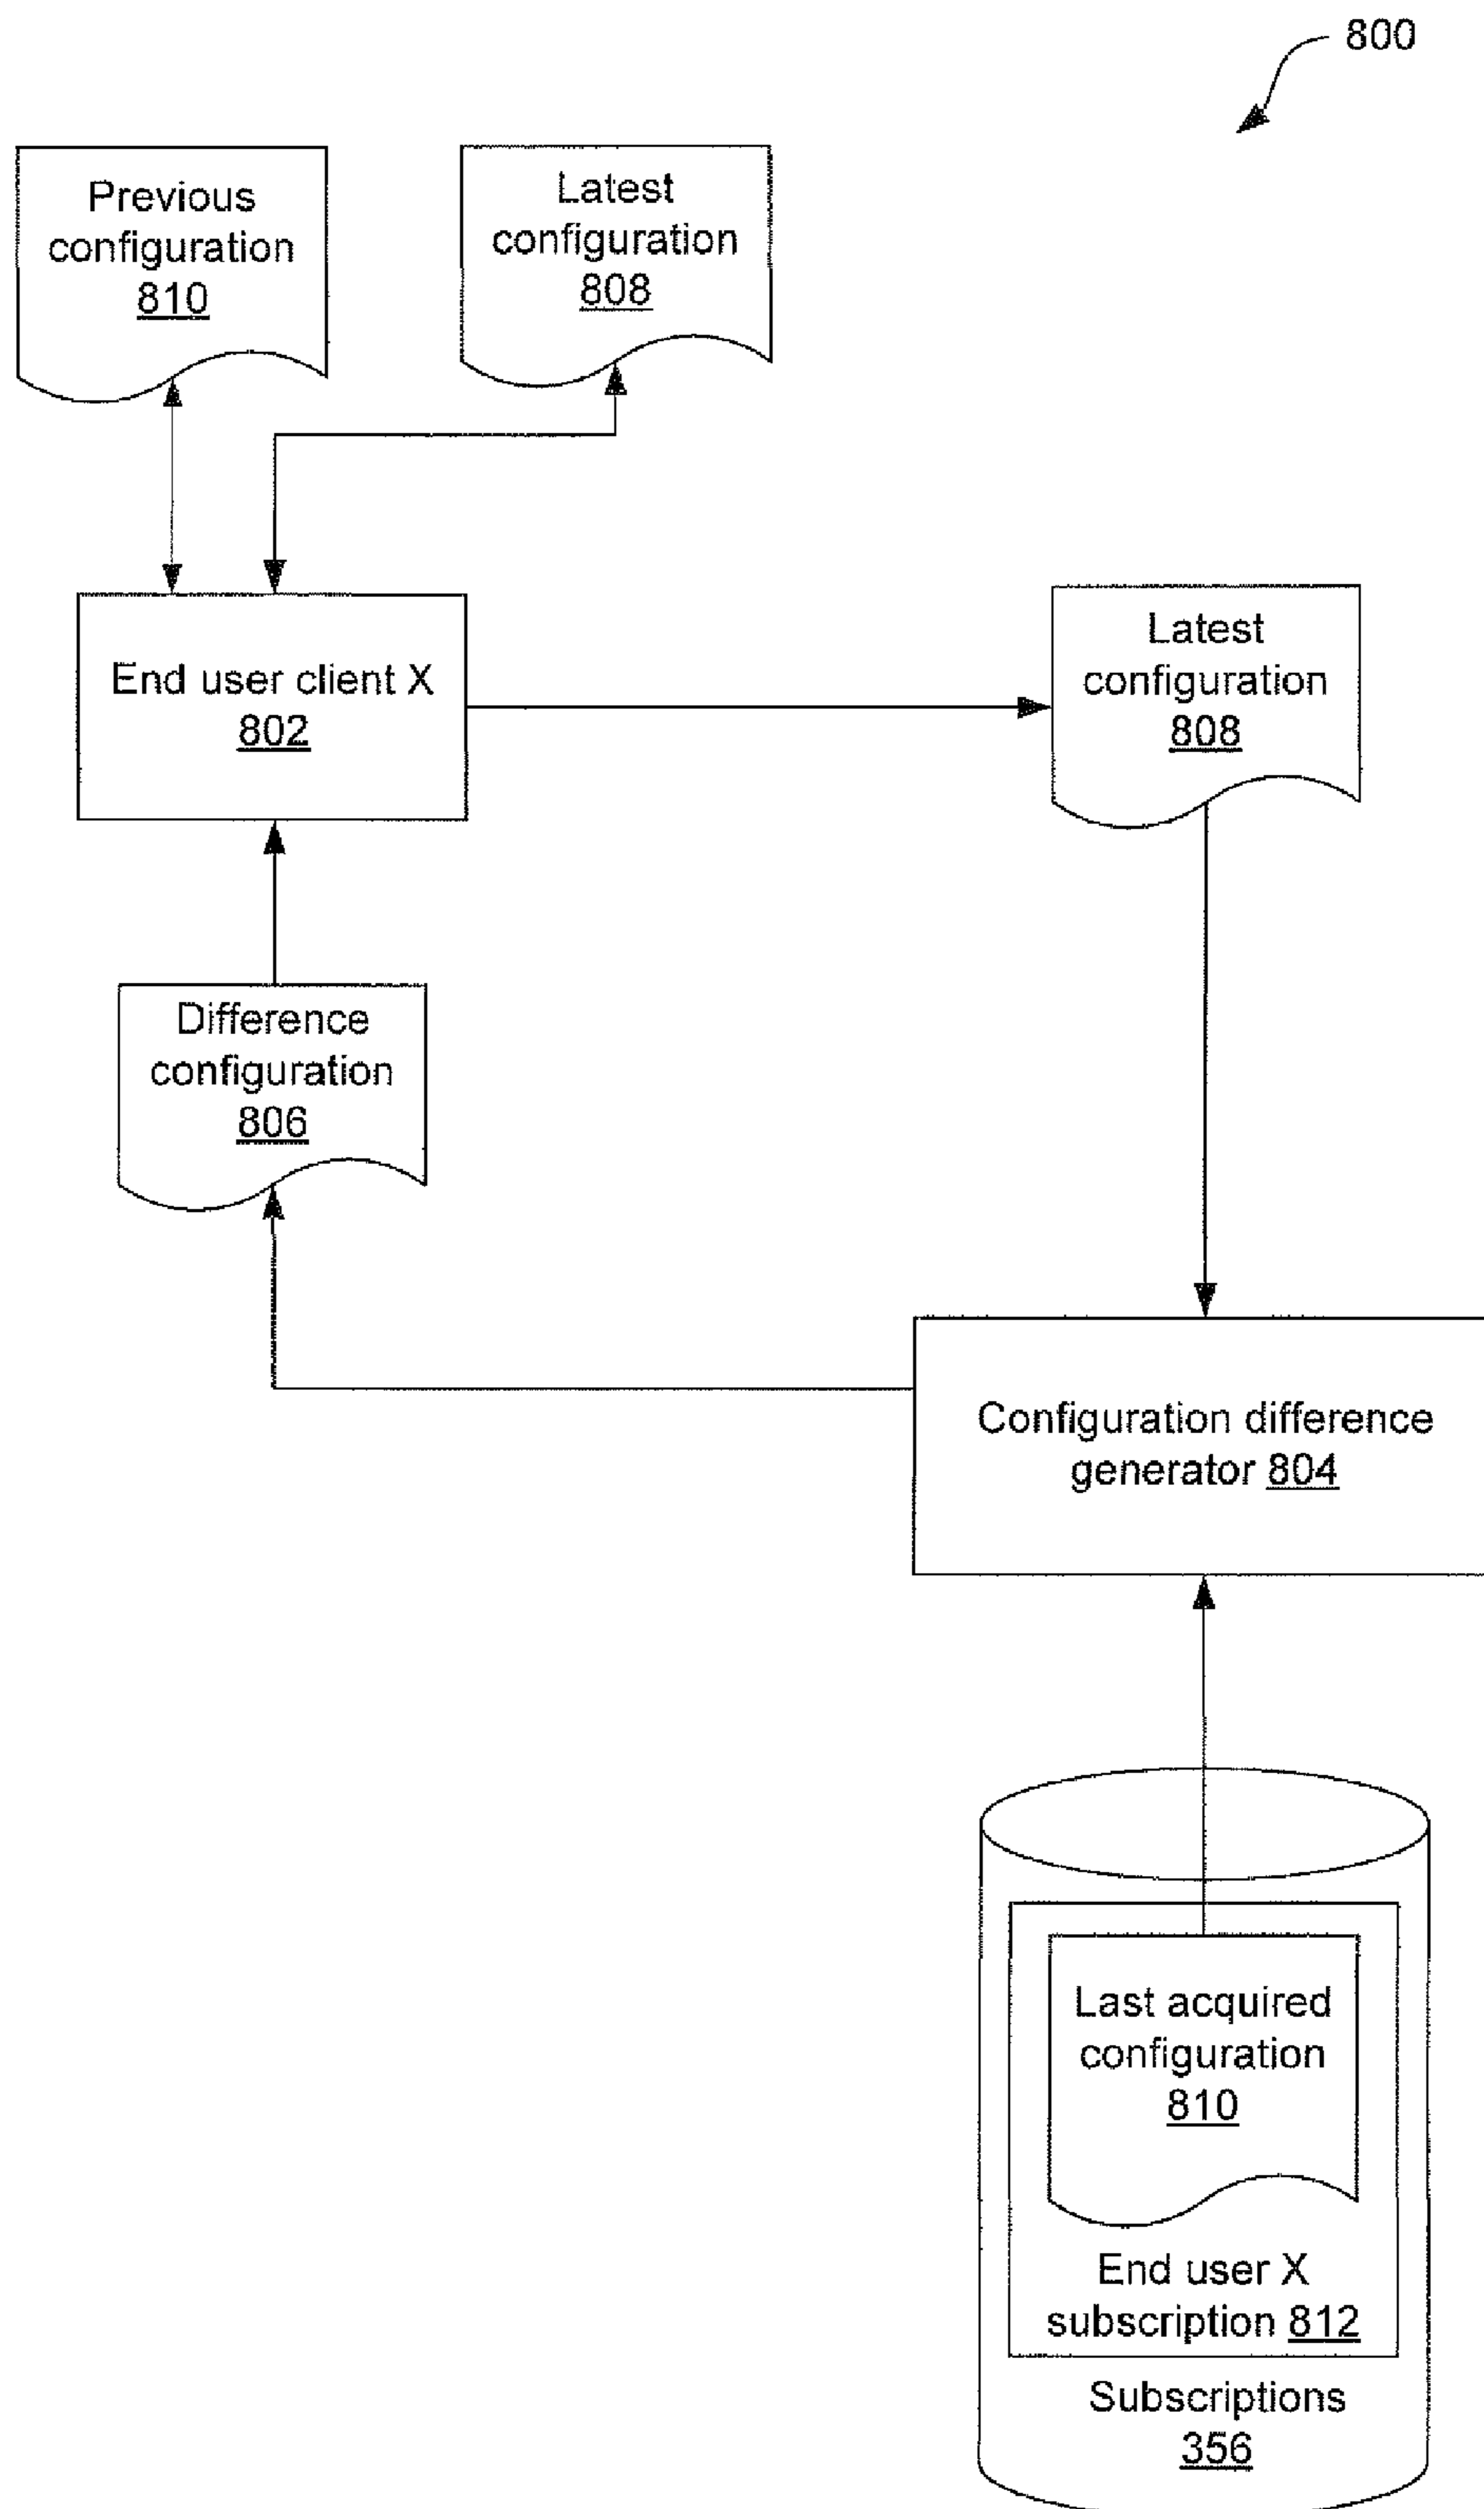 800
Previous
configuration
810
Latest
configuration
808
End user client X
802
Latest
configuration
808
Difference
configuration
806
Configuration difference
generator 804
Last acquired
configuration
810
End user X
subscription 812
Subscriptions
356